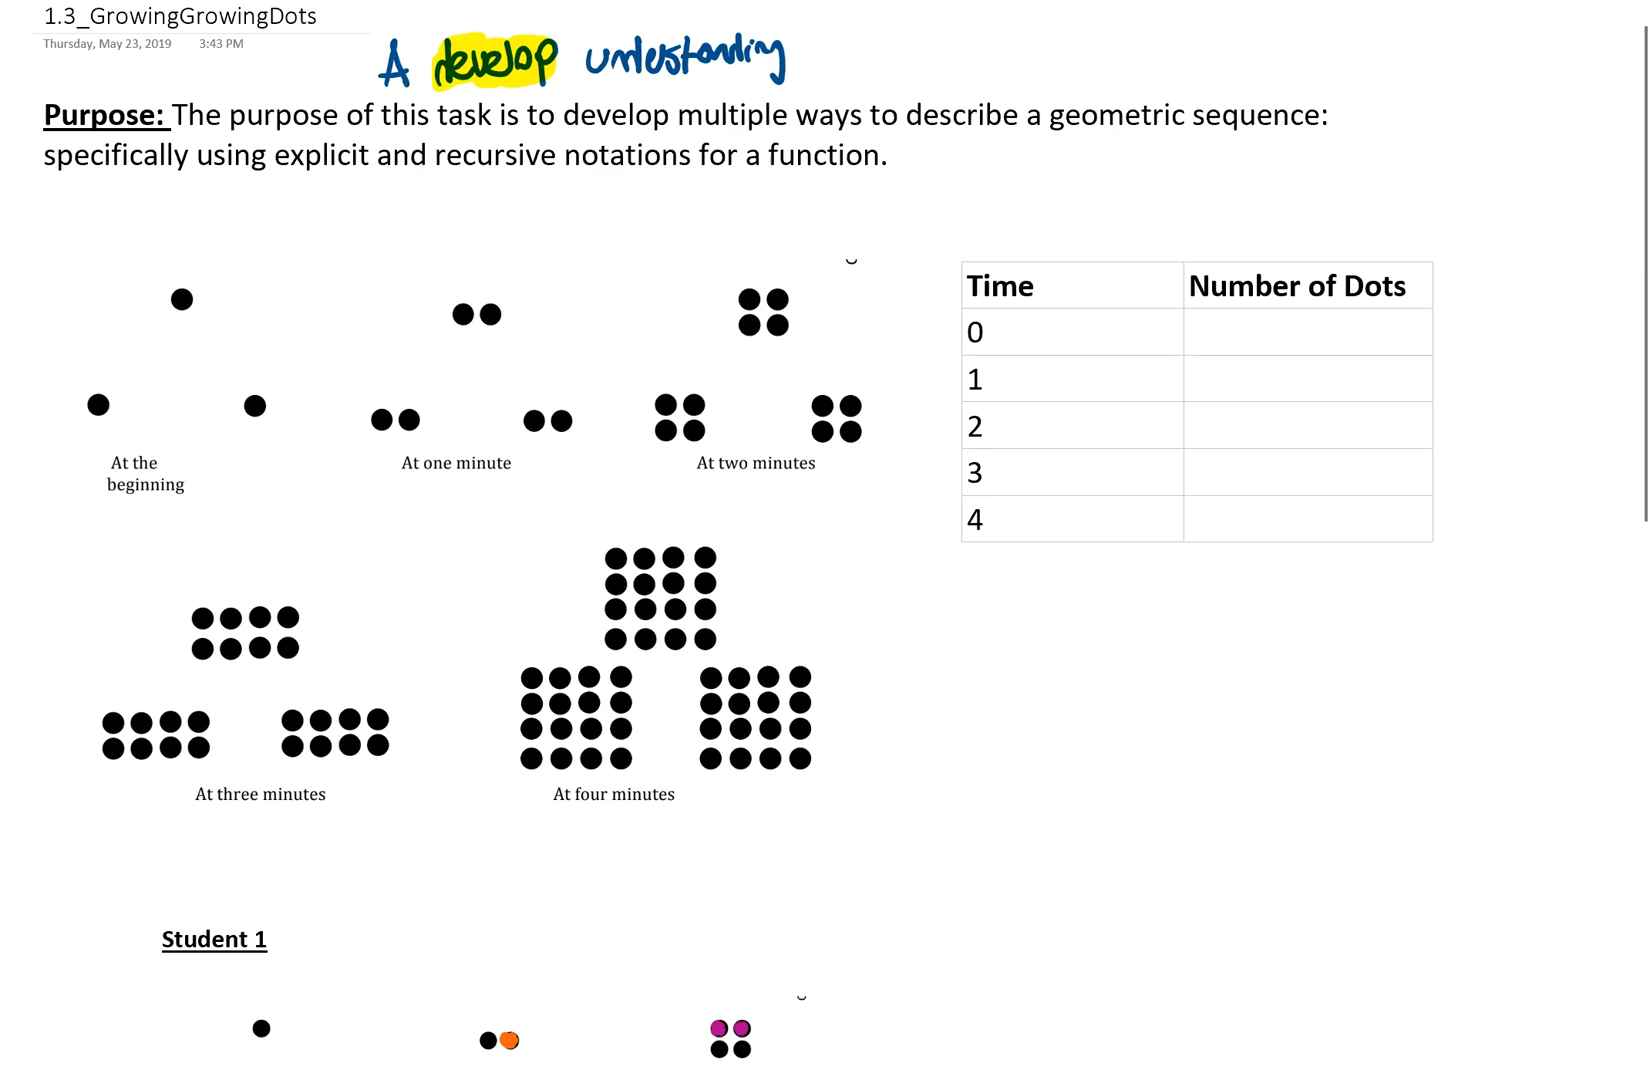 1.3_GrowingGrowingDots
Thursday, May 23, 2019 3:43 PM
A develop understanding
Purpose: The purpose of this task is to develop multiple ways to describe a geometric sequence:
specifically using explicit and recursive notations for a function.
Time Number of Dots
0
1
2
3
4
At the
beginning
At one minute
At two minutes
At three minutes
At four minutes
Student 1